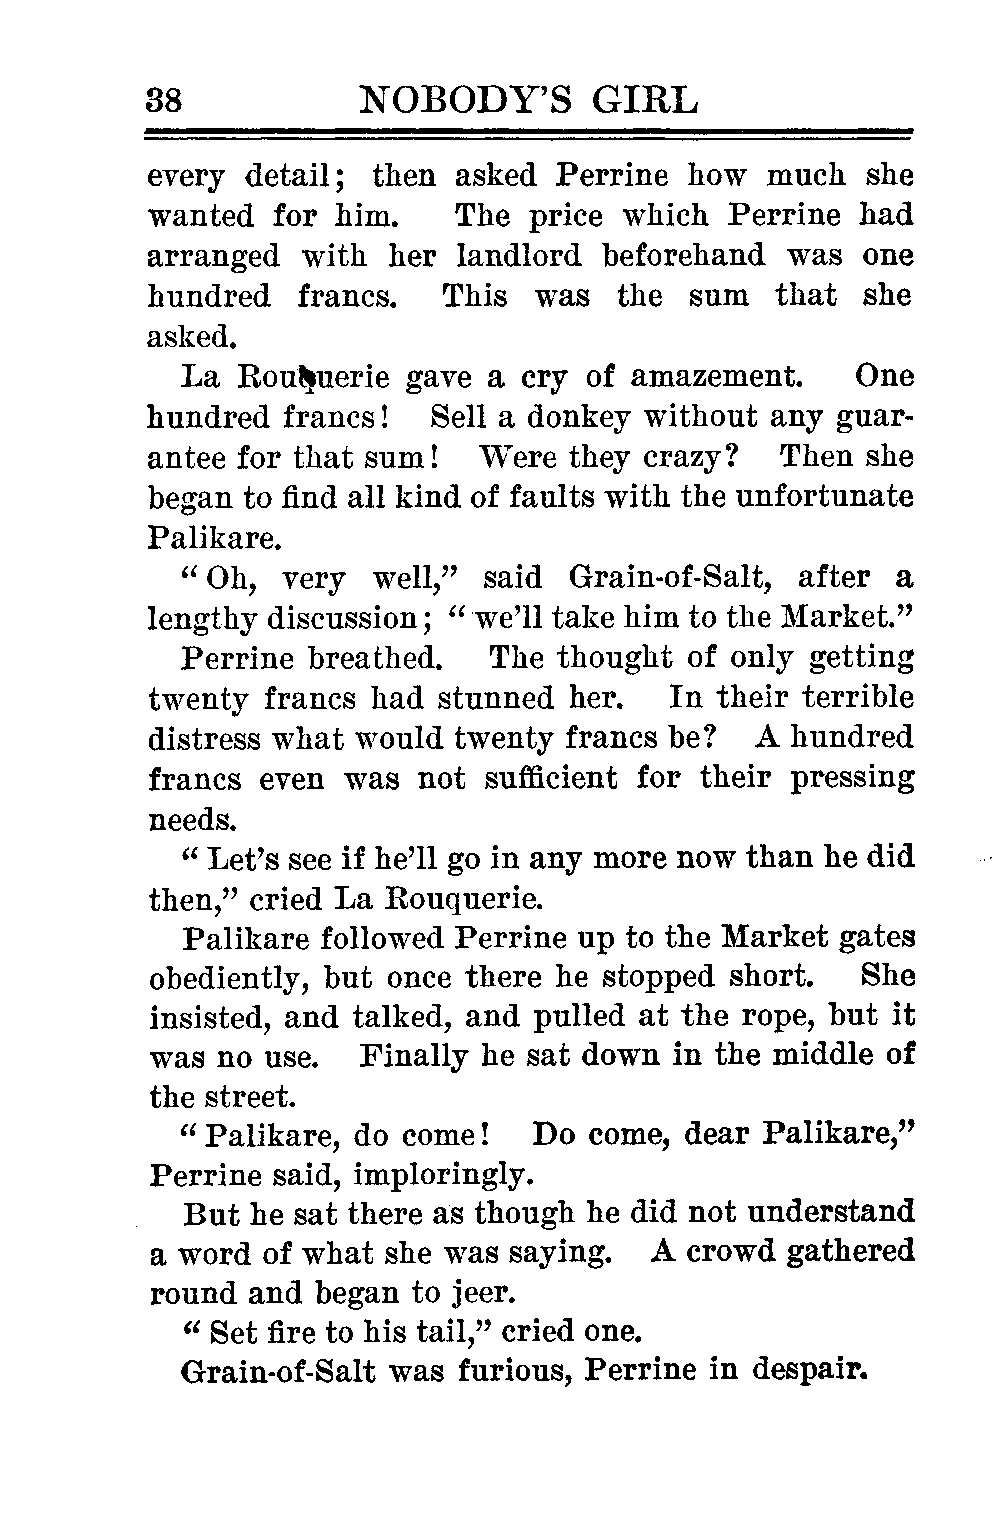 38 NOBODY'S GIRL
every detail; then asked Perrine how much she
wanted for him. The price which Perrine had
arranged with her landlord beforehand was one
hundred francs. This was the sum that she
asked.
La Rouquerie gave a cry of amazement. One
hundred francs! Sell a donkey without any guar-
antee for that sum! Were they crazy? Then she
began to find all kind of faults with the unfortunate
Palikare.
"Oh, very well," said Grain-of-Salt, after a
lengthy discussion; "we'll take him to the Market."
Perrine breathed. The thought of only getting
twenty francs had stunned her. In their terrible
distress what would twenty francs be? A hundred
francs even was not sufficient for their pressing
needs.
"Let's see if he'll go in any more now than he did
then," cried La Rouquerie.
Palikare followed Perrine up to the Market gates
obediently, but once there he stopped short. She
insisted, and talked, and pulled at the rope, but it
was no use. Finally he sat down in the middle of
the street.
"Palikare, do come! Do come, dear Palikare,"
Perrine said, imploringly.
But he sat there as though he did not understand
a word of what she was saying. A crowd gathered
round and began to jeer.
"Set fire to his tail," cried one.
Grain-of-Salt was furious, Perrine in despair.